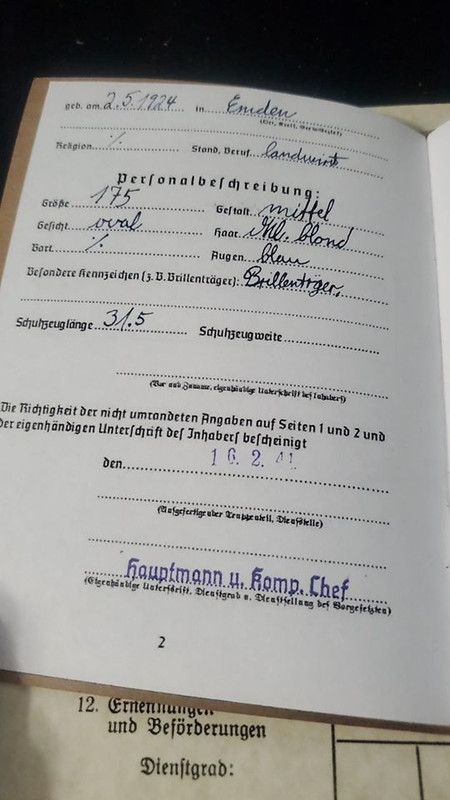 geb. am 2.5.1924 in Emden
(Ort, Kreis, Verw.-Bezirk)
Religion ./. Stand, Beruf Landwirt
Personalbeschreibung:
Größe 175 Gestalt mittel
Gesicht oval Haar dkl. blond
Bart ./. Augen blau
Besondere Kennzeichen (z. B. Brillenträger): Brillenträger.
Schuhzeuglänge 31.5 Schuhzeugweite
(Vor- und Zuname, eigenhändige Unterschrift des Inhabers)
Die Richtigkeit der nicht umrandeten Angaben auf Seiten 1 und 2 und
der eigenhändigen Unterschrift des Inhabers bescheinigt
den 16. 2. 41
(Ausfertigender Truppenteil, Dienststelle)
Hauptmann u. Komp. Chef
(Eigenhändige Unterschrift, Dienstgrad u. Dienststellung des Vorgesetzten)
2
12. Ernennungen
und Beförderungen
Dienstgrad: